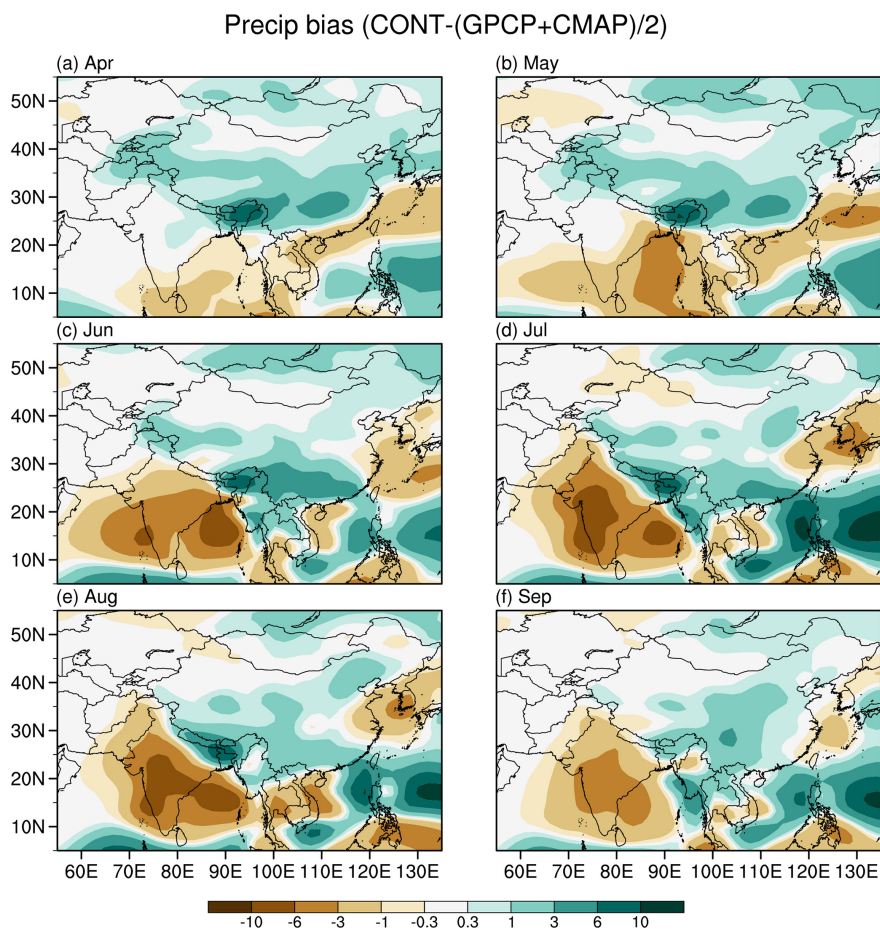 Precip bias (CONT-(GPCP+CMAP)/2)
(a) Apr
(b) May
50N
40N
30N
20N
10N
(c) Jun
(d) Jul
50N
40N
30N
20N
10N
(e) Aug
(f) Sep
50N
40N
30N
20N
10N
60E 70E 80E 90E 100E 110E 120E 130E
60E 70E 80E 90E 100E 110E 120E 130E
-10 -6 -3 -1 -0.3 0.3 1 3 6 10